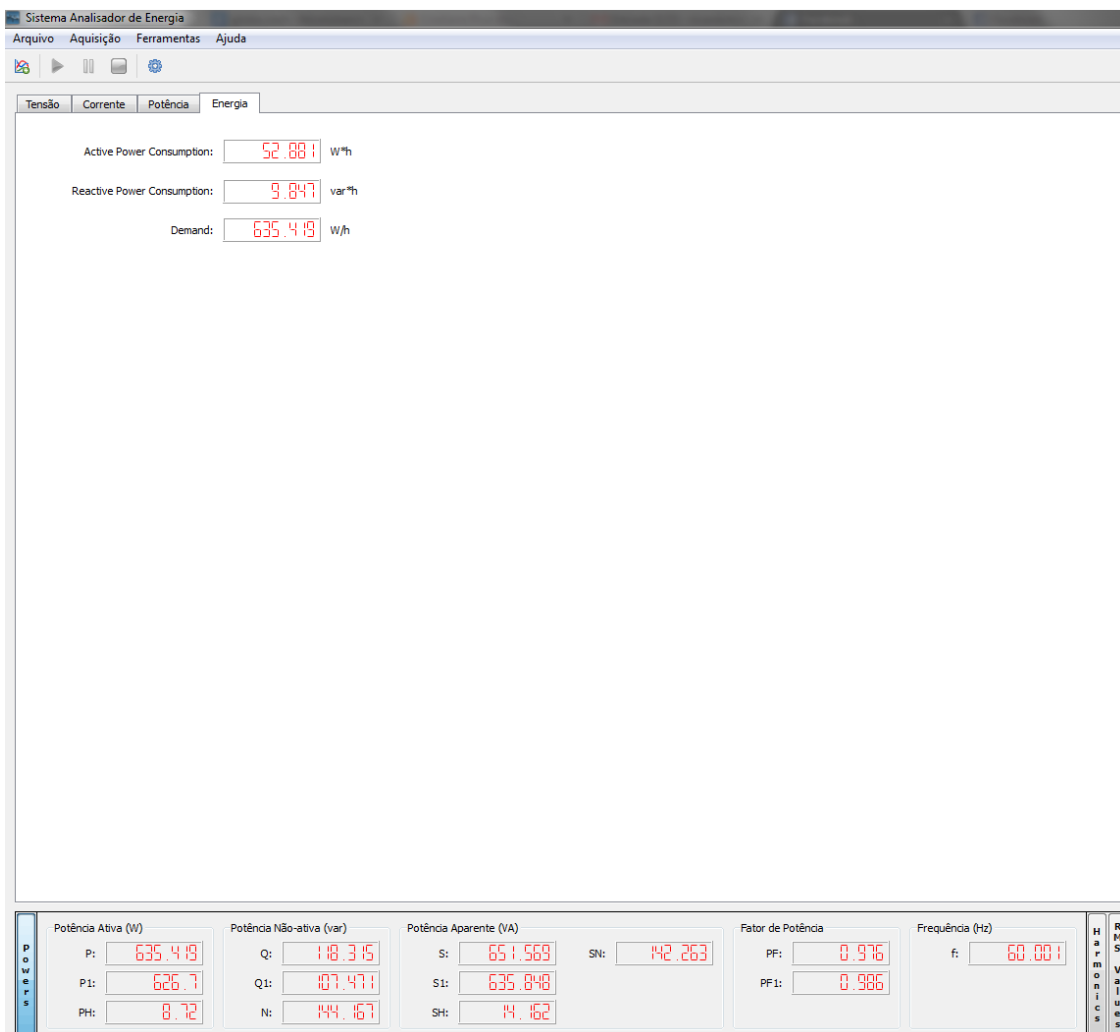 Sistema Analisador de Energia
Arquivo Aquisição Ferramentas Ajuda
Tensão Corrente Potência Energia
Active Power Consumption: 52.881 W*h
Reactive Power Consumption: 9.847 var*h
Demand: 635.419 W/h
powers
Potência Ativa (W)
P: 635.419
P1: 626.7
PH: 8.72
Potência Não-ativa (var)
Q: 118.315
Q1: 107.471
N: 144.167
Potência Aparente (VA)
S: 651.569 SN: 142.263
S1: 635.848
SH: 14.162
Fator de Potência
PF: 0.976
PF1: 0.986
Frequência (Hz)
f: 60.001
Harmonics
RMS Values